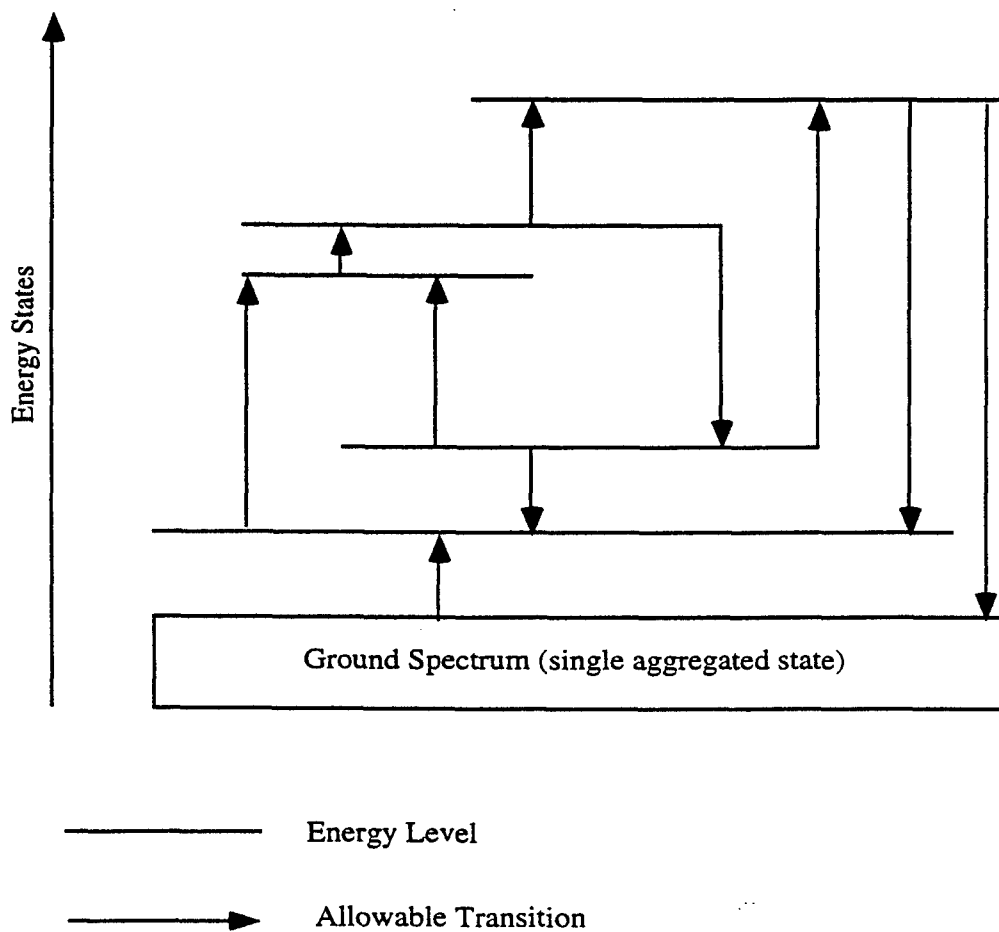 Energy States
Ground Spectrum (single aggregated state)
Energy Level
Allowable Transition